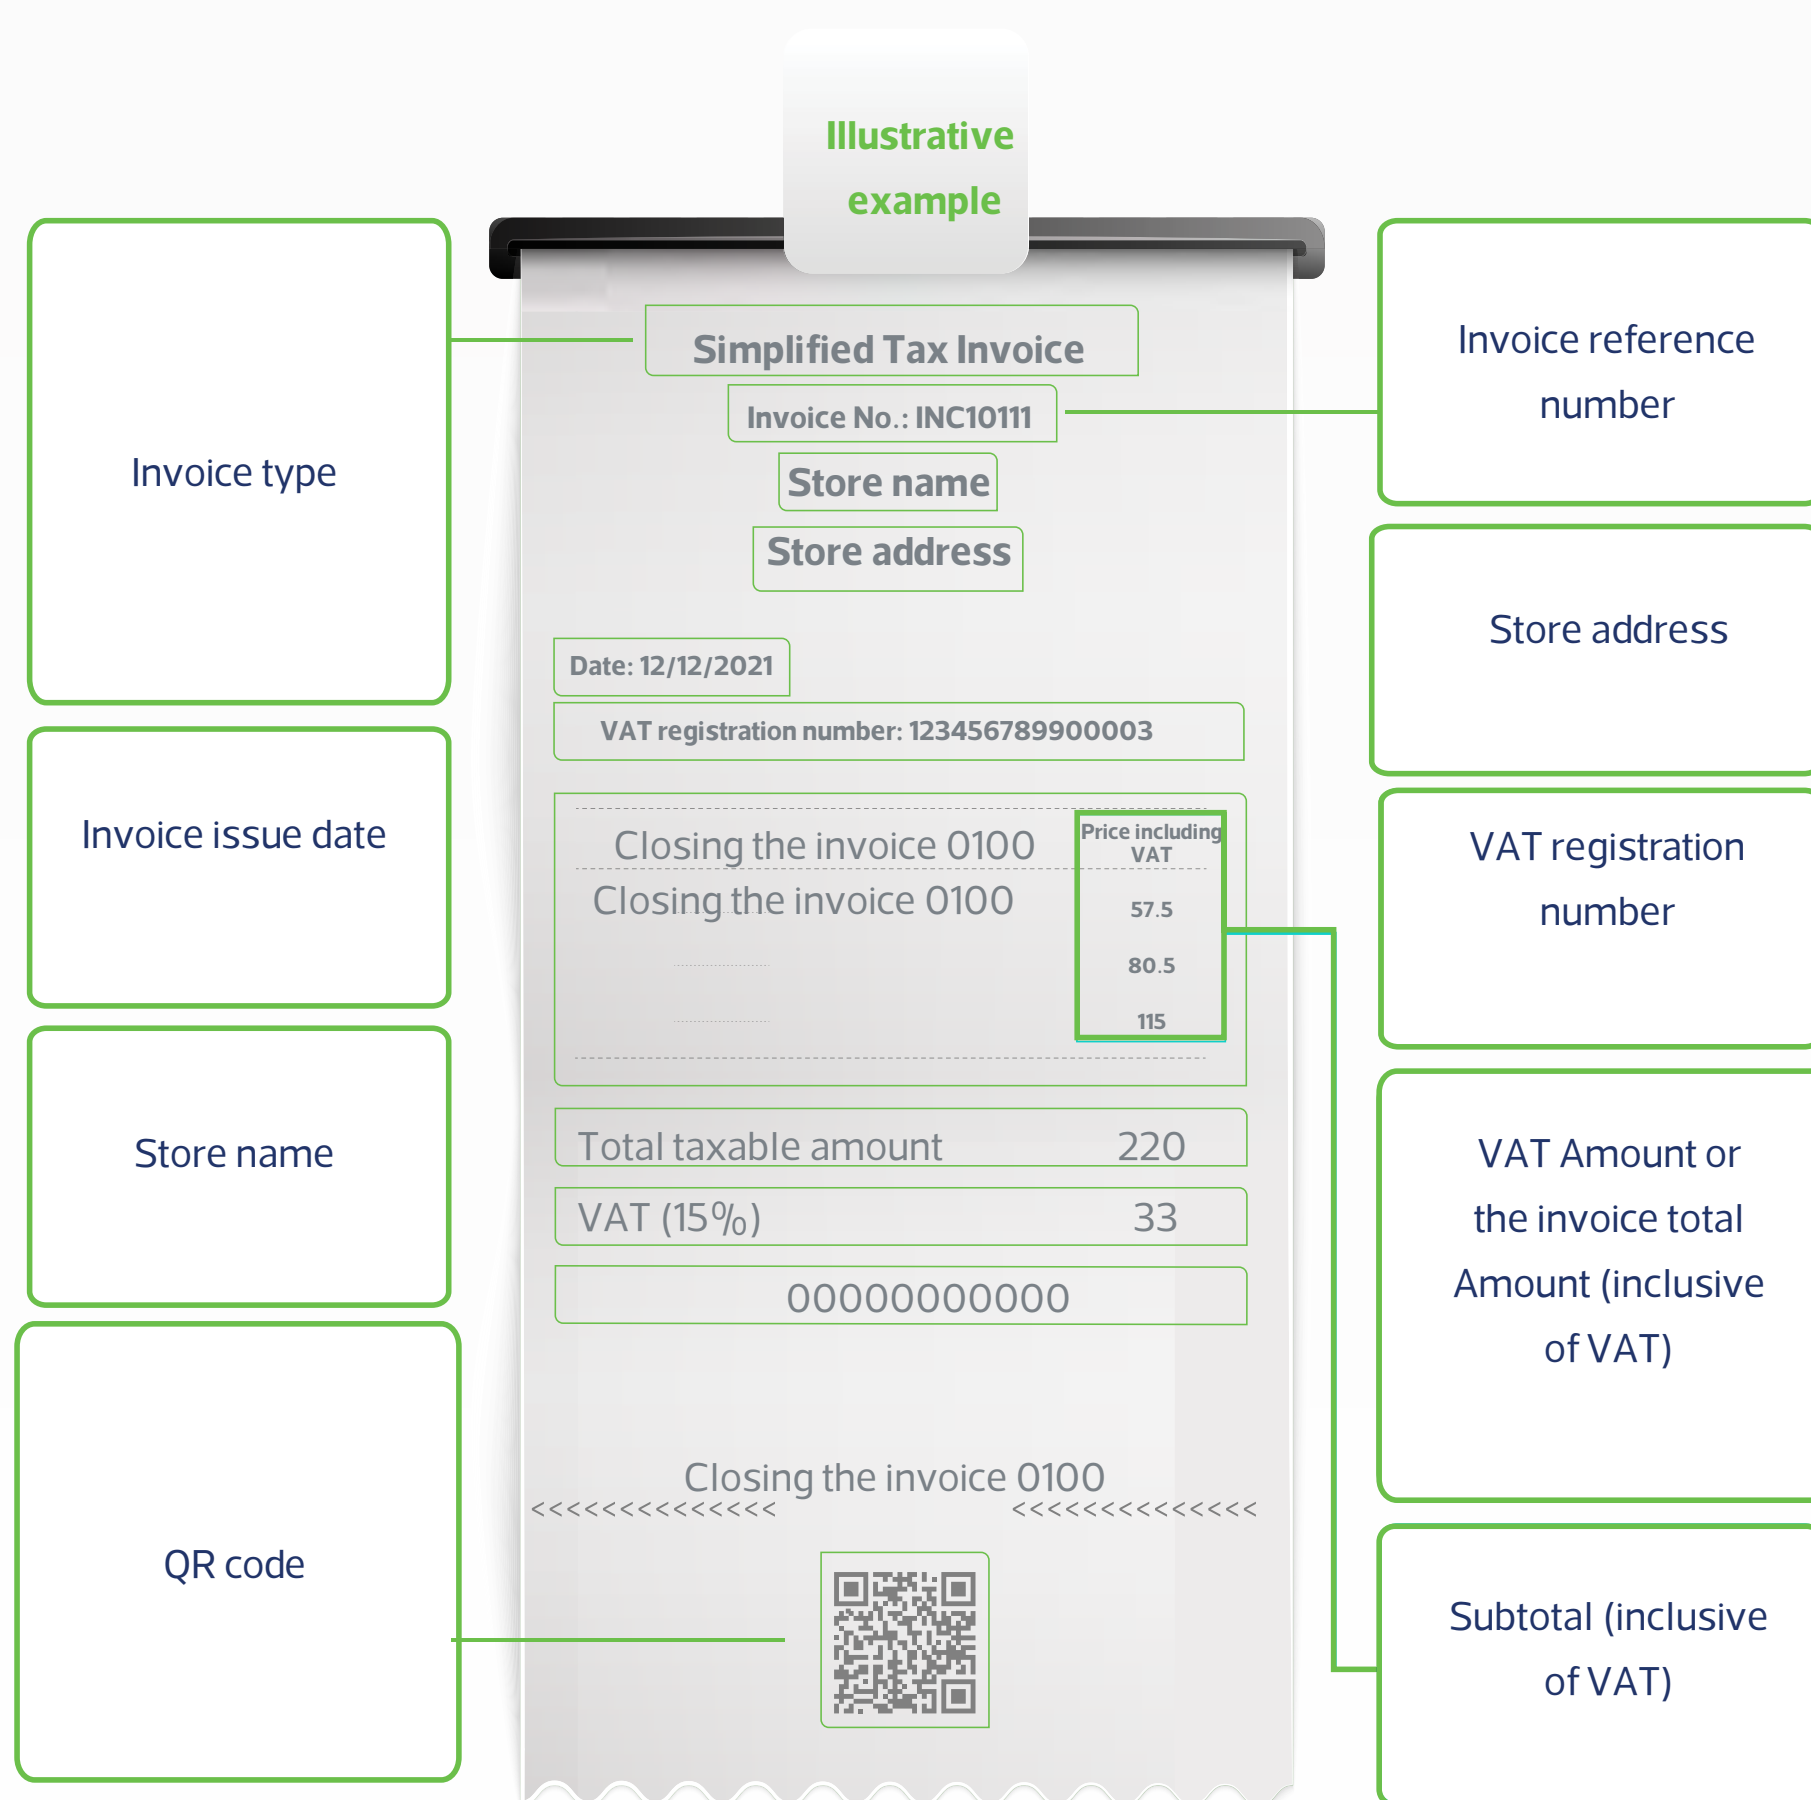 Illustrative
example
Invoice type
Invoice issue date
Store name
QR code
Simplified Tax Invoice
Invoice No.: INC10111
Store name
Store address
Date: 12/12/2021
VAT registration number: 123456789900003
Closing the invoice 0100
Price including
VAT
Closing the invoice 0100
57.5
80.5
115
Total taxable amount 220
VAT (15%) 33
00000000000
Closing the invoice 0100
<<<<<<<<<<<<<< <<<<<<<<<<<<<<
Invoice reference
number
Store address
VAT registration
number
VAT Amount or
the invoice total
Amount (inclusive
of VAT)
Subtotal (inclusive
of VAT)